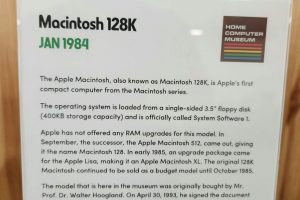 Macintosh 128K
JAN 1984
HOME
COMPUTER
MUSEUM
The Apple Macintosh, also known as Macintosh 128K, is Apple's first
compact computer from the Macintosh series.
The operating system is loaded from a single-sided 3.5" floppy disk
(400KB storage capacity) and is officially called System Software 1.
Apple has not offered any RAM upgrades for this model. In
September, the successor, the Apple Macintosh 512, came out, giving
it the name Macintosh 128. In early 1985, an upgrade package came
for the Apple Lisa, making it an Apple Macintosh XL. The original 128K
Macintosh continued to be sold as a budget model until October 1985.
The model that is here in the museum was originally bought by Mr.
Prof. Dr. Walter Hoogland. On April 30, 1993, he signed the document